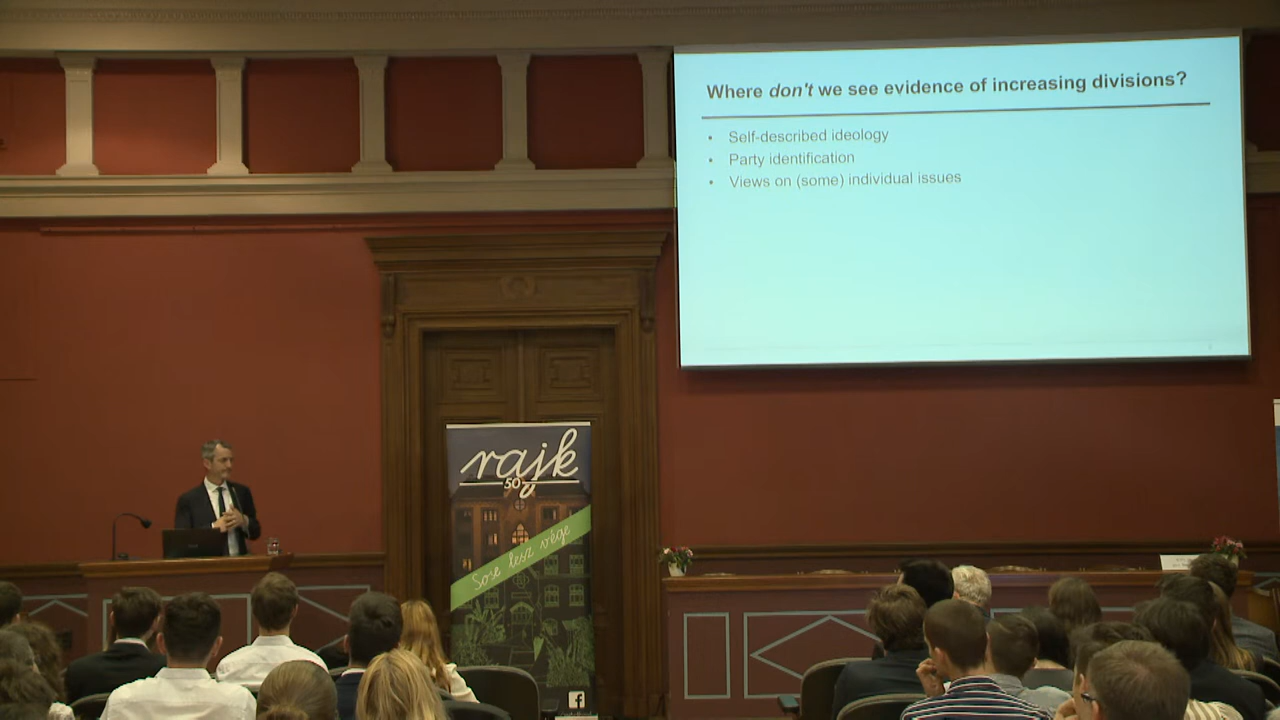 Where don't we see evidence of increasing divisions?
• Self-described ideology
• Party identification
• Views on (some) individual issues
rajk
50
Sose lesz vége
f